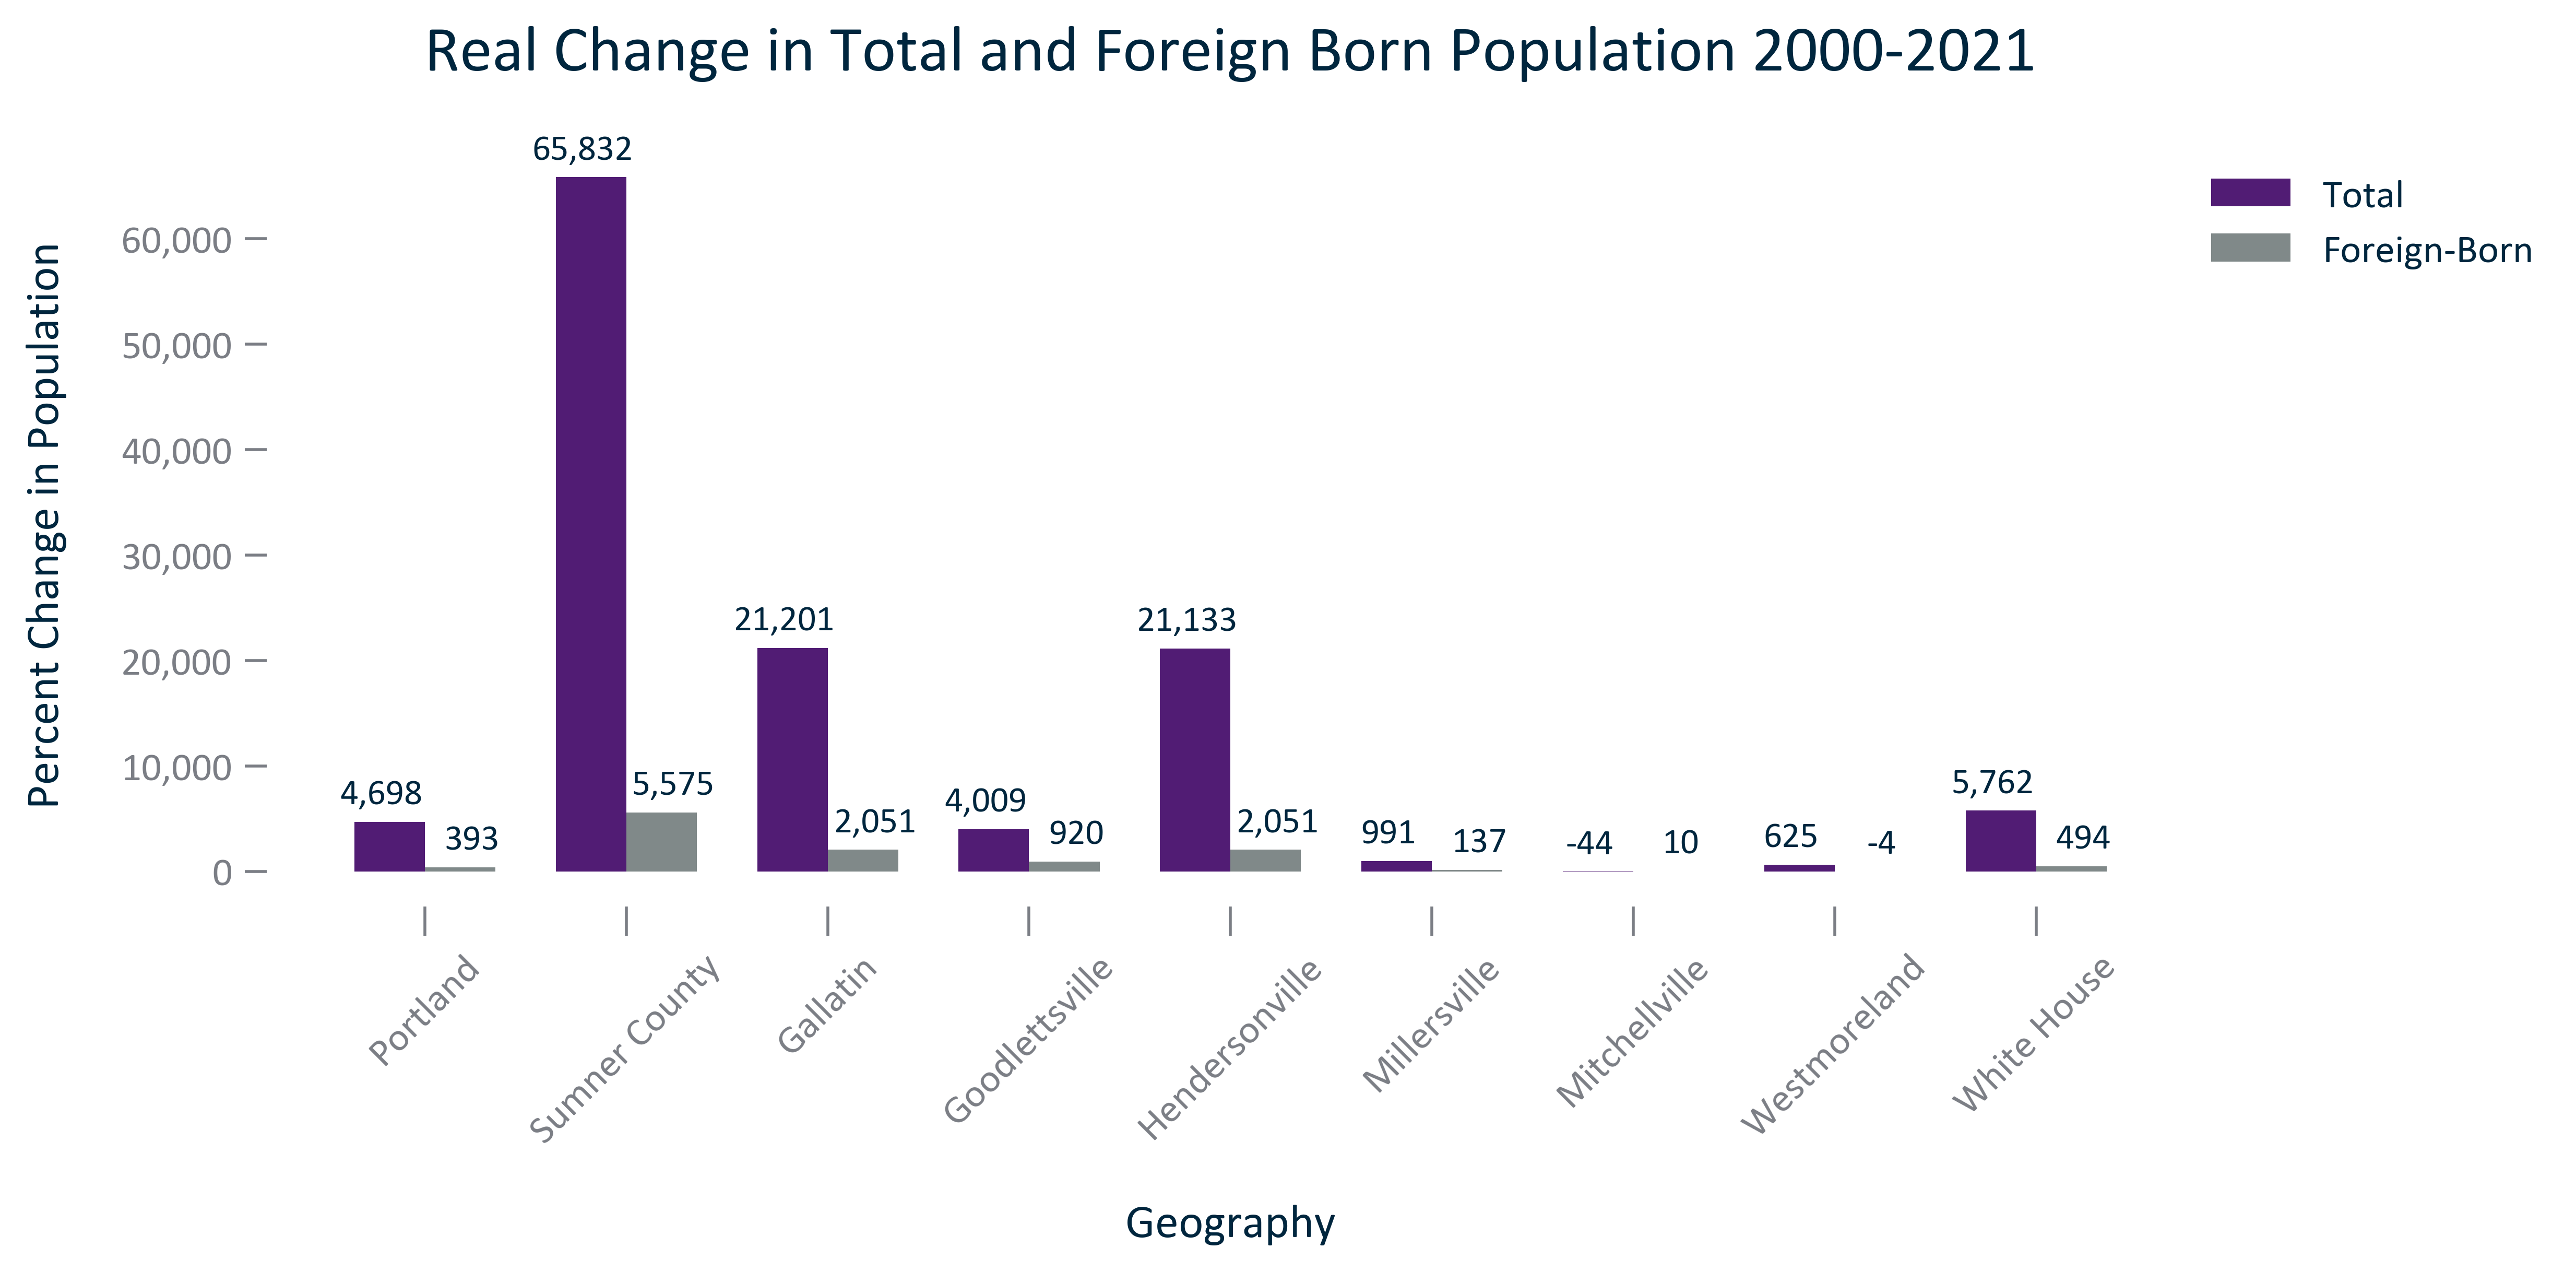 Real Change in Total and Foreign Born Population 2000-2021
Total
Foreign-Born
Percent Change in Population
60,000
50,000
40,000
30,000
20,000
10,000
0
4,698
393
65,832
5,575
21,201
2,051
4,009
920
21,133
2,051
991
137
-44
10
625
-4
5,762
494
Portland
Sumner County
Gallatin
Goodlettsville
Hendersonville
Millersville
Mitchellville
Westmoreland
White House
Geography